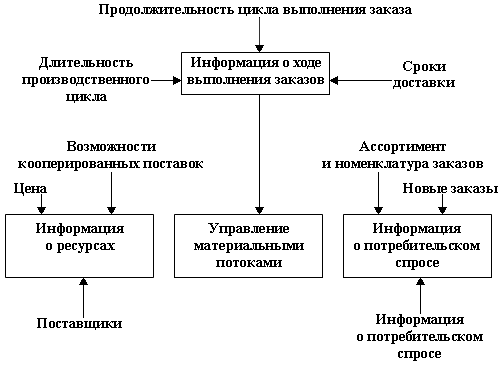 Продолжительность цикла выполнения заказа
Длительность
производственного
цикла
Информация о ходе
выполнения заказов
Сроки
доставки
Возможности
кооперированных поставок
Ассортимент
и номенклатура заказов
Цена
Новые заказы
Информация
о ресурсах
Управление
материальными
потоками
Информация
о потребительском
спросе
Поставщики
Информация
о потребительском
спросе